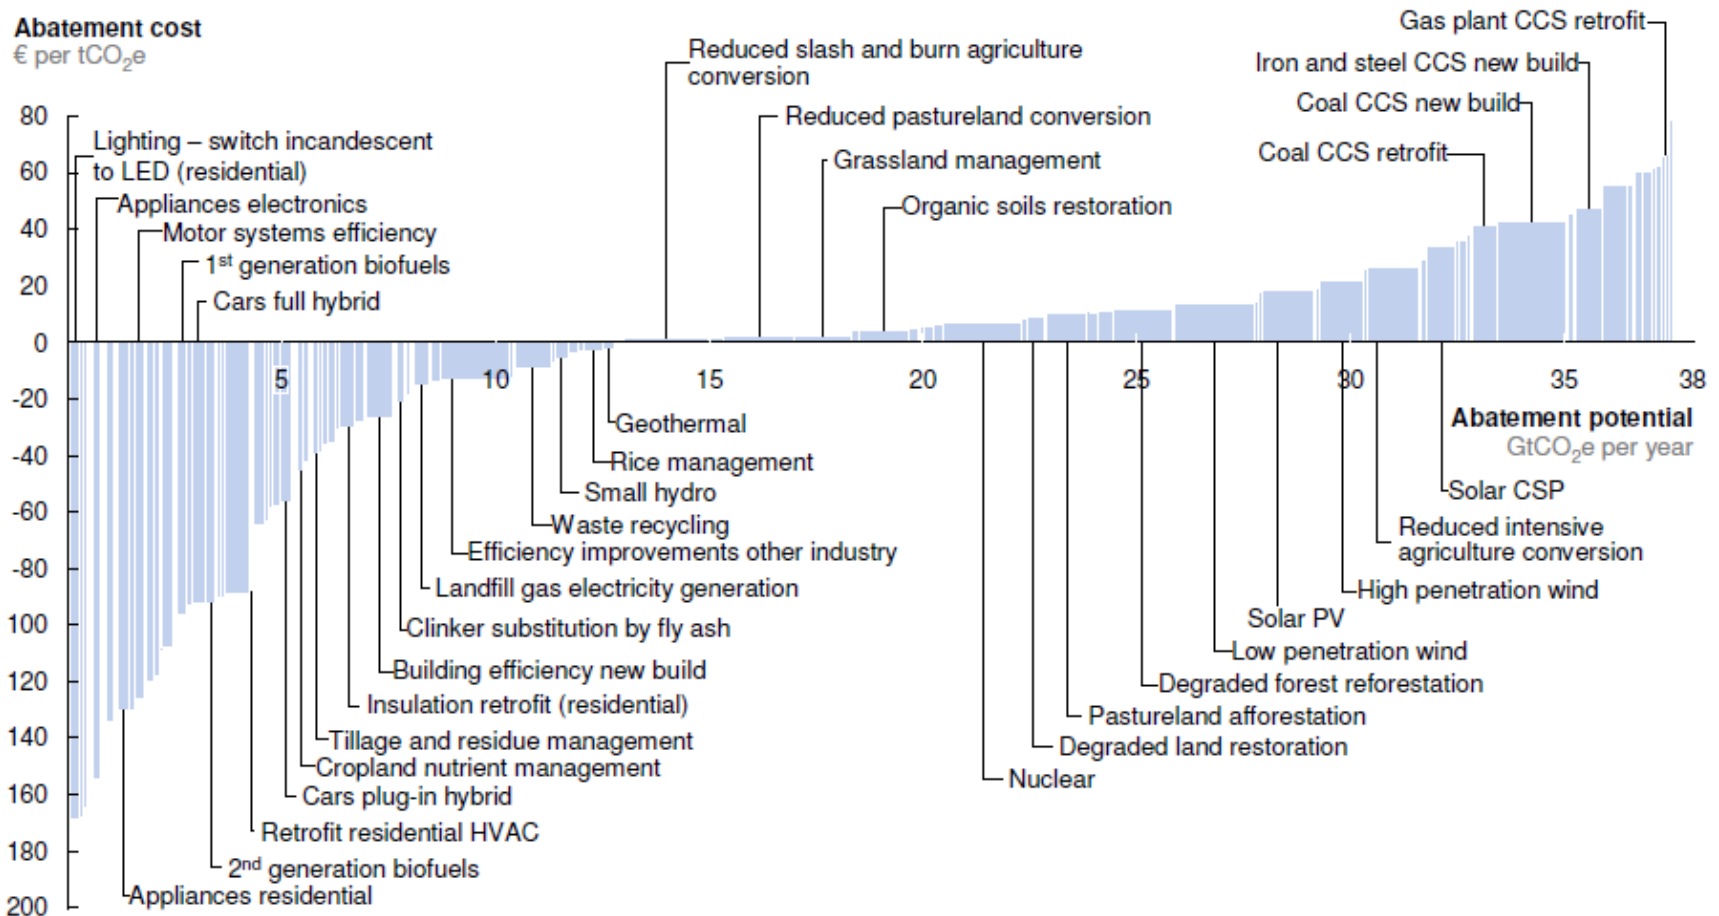 Abatement cost
€ per tCO₂e
Gas plant CCS retrofit
Reduced slash and burn agriculture
conversion
Iron and steel CCS new build
Coal CCS new build
80
Reduced pastureland conversion
Lighting – switch incandescent
to LED (residential)
Coal CCS retrofit
Grassland management
60
Appliances electronics
Organic soils restoration
40
Motor systems efficiency
1st generation biofuels
20
Cars full hybrid
0
5
10
15
20
25
30
35
38
-20
Abatement potential
GtCO₂e per year
Geothermal
-40
Rice management
Small hydro
Solar CSP
-60
Waste recycling
Reduced intensive
agriculture conversion
Efficiency improvements other industry
-80
Landfill gas electricity generation
High penetration wind
Solar PV
100
Clinker substitution by fly ash
Low penetration wind
Building efficiency new build
120
Degraded forest reforestation
Insulation retrofit (residential)
Pastureland afforestation
140
Tillage and residue management
Degraded land restoration
Cropland nutrient management
Nuclear
160
Cars plug-in hybrid
Retrofit residential HVAC
180
2nd generation biofuels
Appliances residential
200